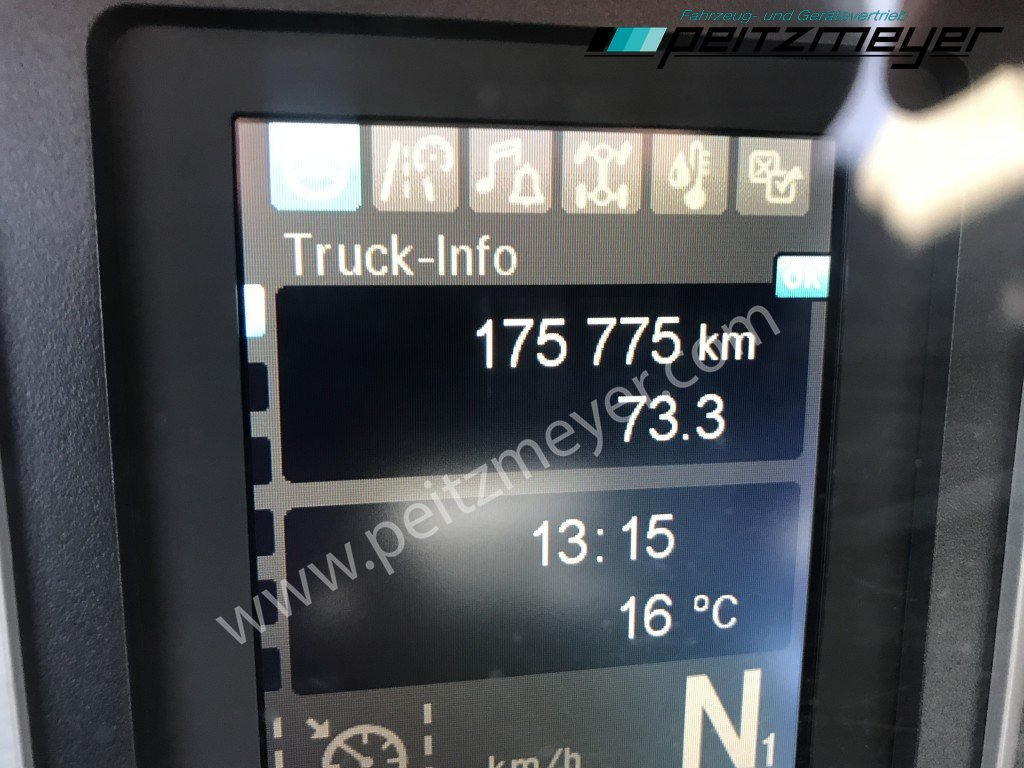 Fahrzeug- und Gerätevertrieb
peitzmeyer
Truck-Info
OK
175 775 km
73.3
www.peitzmeyer.com
13:15
16 °C
N1
km/h